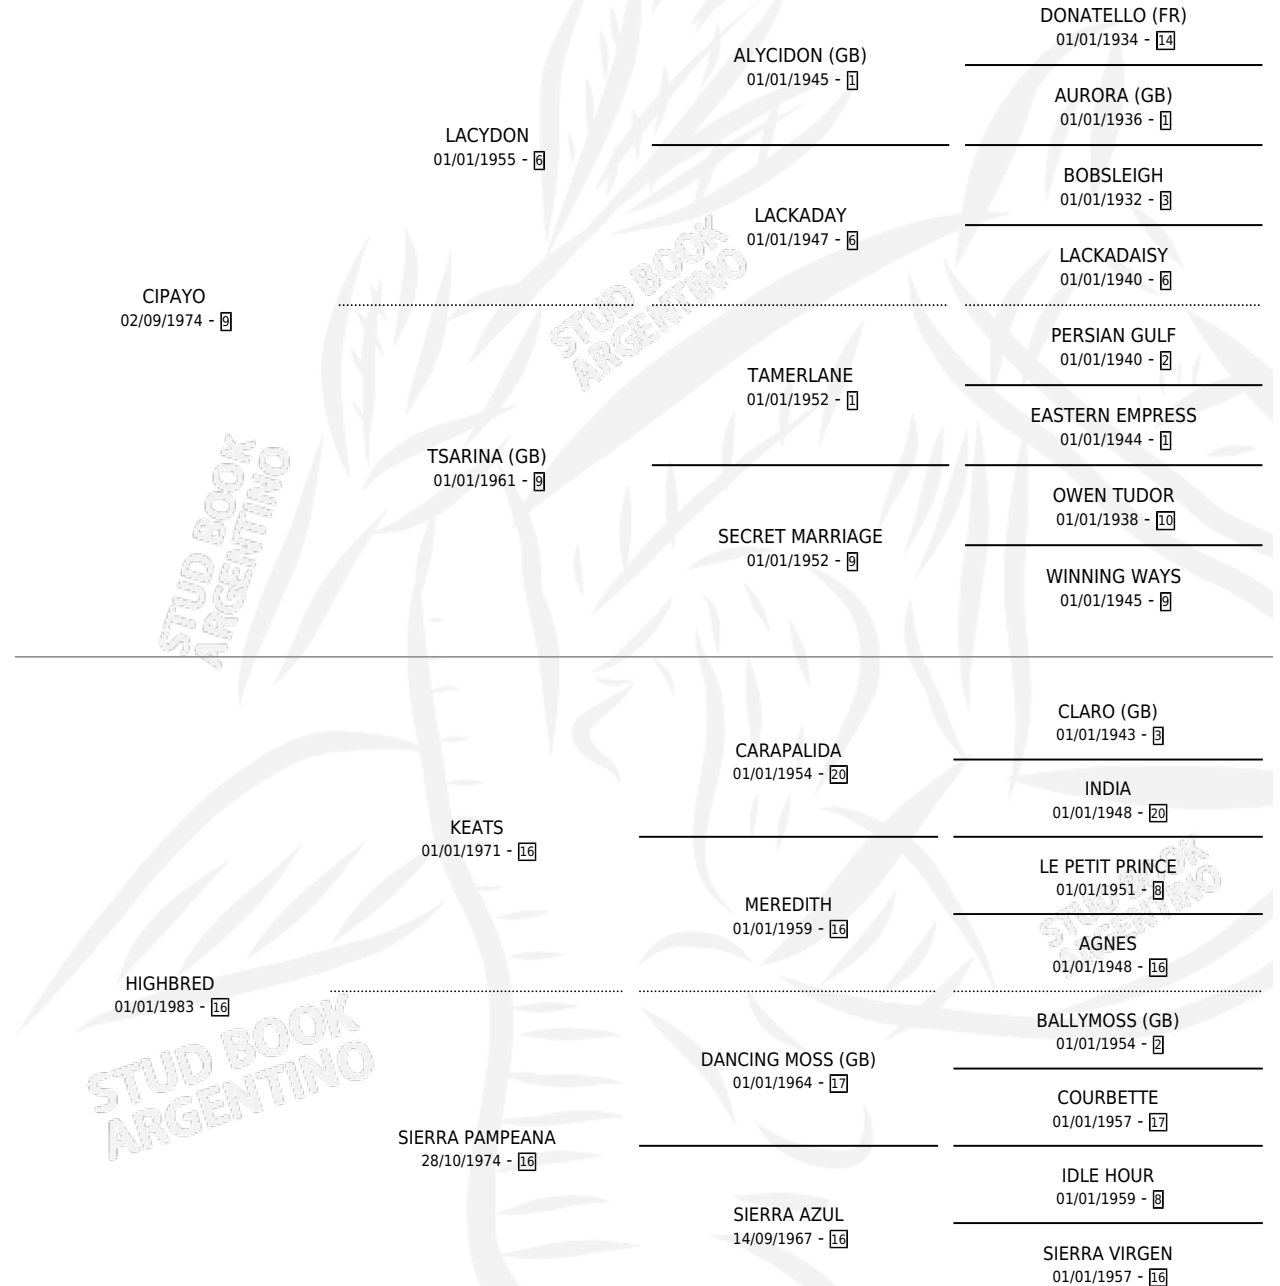 DONATELLO (FR)
01/01/1934 - 14
ALYCIDON (GB)
01/01/1945 - 1
AURORA (GB)
01/01/1936 - 1
LACYDON
01/01/1955 - 6
BOBSLEIGH
01/01/1932 - 3
LACKADAY
01/01/1947 - 6
LACKADAISY
01/01/1940 - 6
CIPAYO
02/09/1974 - 9
PERSIAN GULF
01/01/1940 - 2
TAMERLANE
01/01/1952 - 1
EASTERN EMPRESS
01/01/1944 - 1
TSARINA (GB)
01/01/1961 - 9
OWEN TUDOR
01/01/1938 - 10
SECRET MARRIAGE
01/01/1952 - 9
WINNING WAYS
01/01/1945 - 9
CLARO (GB)
01/01/1943 - 3
CARAPALIDA
01/01/1954 - 20
INDIA
01/01/1948 - 20
KEATS
01/01/1971 - 16
LE PETIT PRINCE
01/01/1951 - 8
MEREDITH
01/01/1959 - 16
AGNES
01/01/1948 - 16
HIGHBRED
01/01/1983 - 16
BALLYMOSS (GB)
01/01/1954 - 2
DANCING MOSS (GB)
01/01/1964 - 17
COURBETTE
01/01/1957 - 17
SIERRA PAMPEANA
28/10/1974 - 16
IDLE HOUR
01/01/1959 - 8
SIERRA AZUL
14/09/1967 - 16
SIERRA VIRGEN
01/01/1957 - 16
STUD BOOK
ARGENTINO
STUD BOOK
ARGENTINO
STUD BOOK
ARGENTINO
STUD BOOK
ARGENTINO